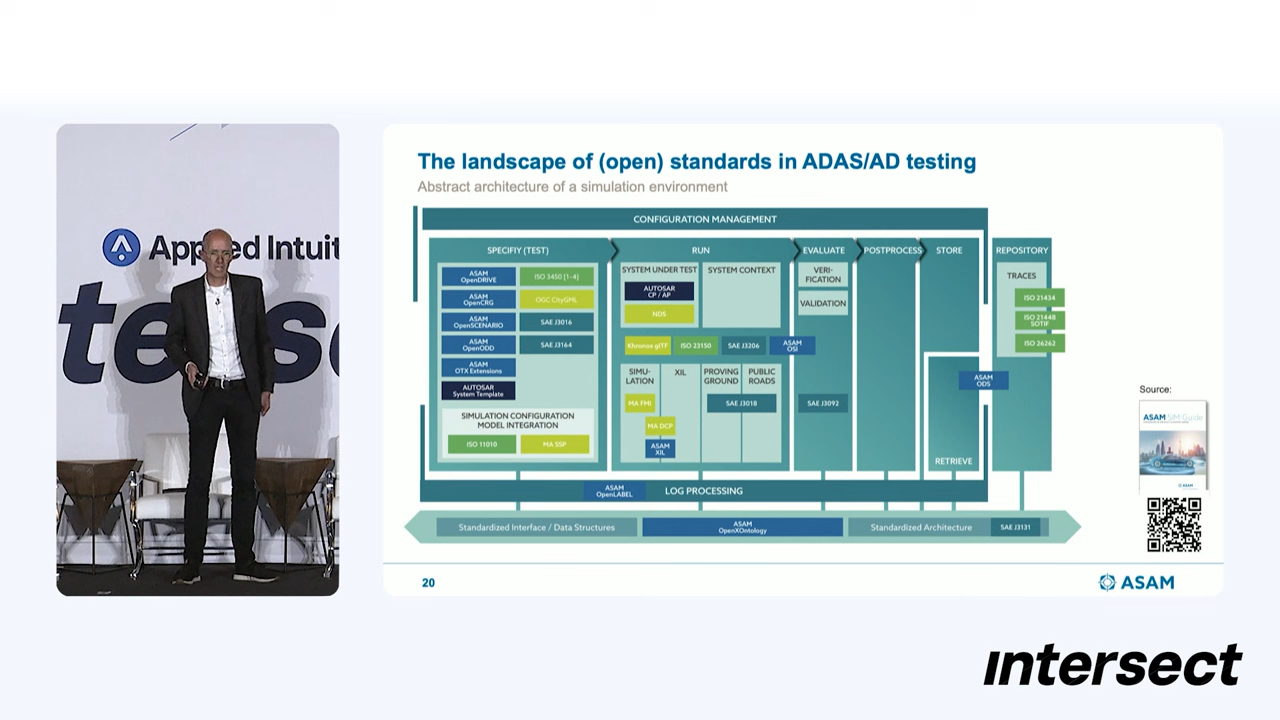 The landscape of (open) standards in ADAS/AD testing
Abstract architecture of a simulation environment
CONFIGURATION MANAGEMENT
SPECIFIY (TEST)
RUN
EVALUATE
POSTPROCESS
STORE
REPOSITORY
ASAM
OpenDRIVE
ISO 3450 [1-4]
ASAM
OpenCRG
OGC CityGML
ASAM
OpenSCENARIO
SAE J3016
ASAM
OpenODD
SAE J3164
ASAM
OTX Extensions
AUTOSAR
System Template
SIMULATION CONFIGURATION
MODEL INTEGRATION
ISO 11010
MA SSP
SYSTEM UNDER TEST
AUTOSAR
CP / AP
NDS
SYSTEM CONTEXT
Khronos glTF
ISO 23150
SAE J3206
ASAM
OSI
SIMU-
LATION
XIL
PROVING
GROUND
PUBLIC
ROADS
MA FMI
SAE J3018
MA DCP
ASAM
XIL
VERI-
FICATION
VALIDATION
SAE J3092
RETRIEVE
ASAM
ODS
TRACES
ISO 21434
ISO 21448
SOTIF
ISO 26262
ASAM
OpenLABEL
LOG PROCESSING
Standardized Interface / Data Structures
ASAM
OpenXOntology
Standardized Architecture
SAE J3131
Source:
ASAM SIM:Guide
ASAM
20
ASAM
Applied Intuit
terse
intersect